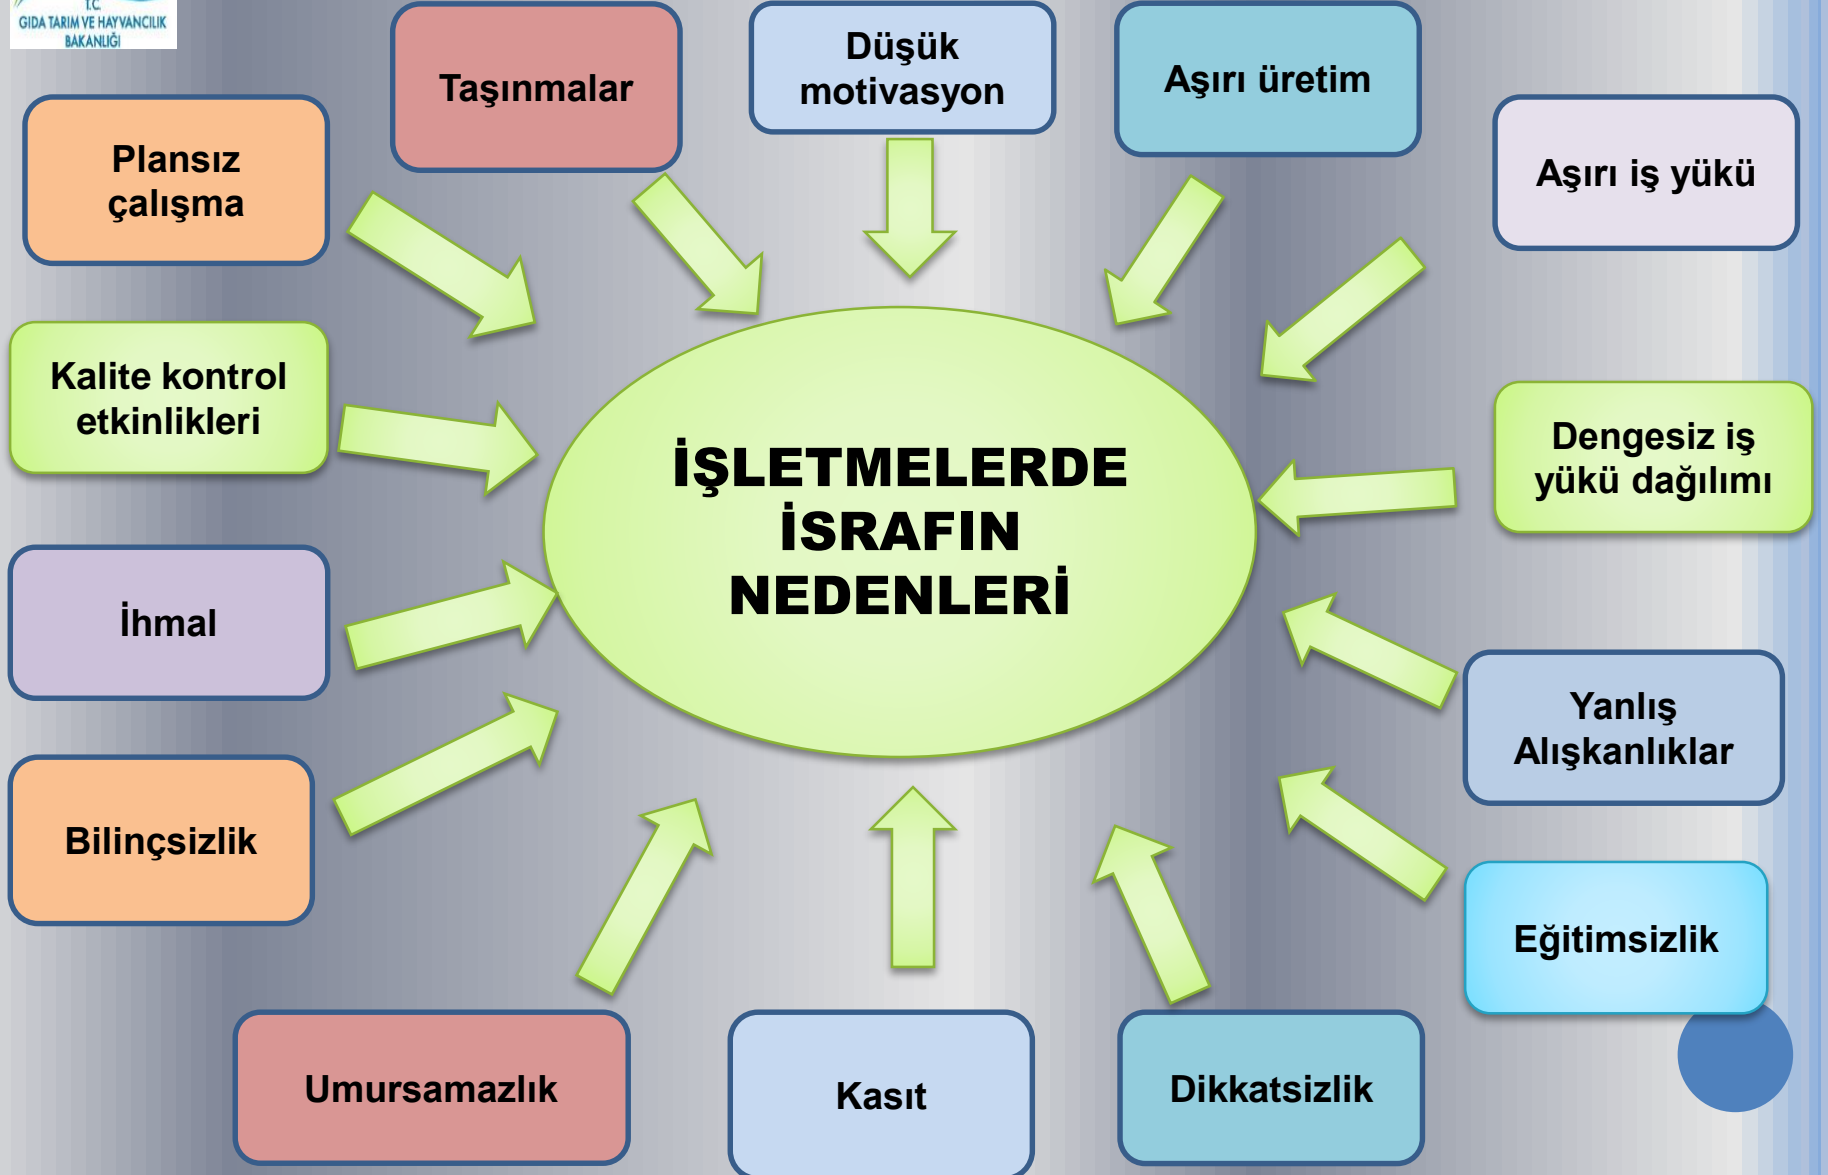 T.C.
GIDA TARIM VE HAYVANCILIK
BAKANLIĞI
Taşınmalar
Düşük
motivasyon
Aşırı üretim
Plansız
çalışma
Aşırı iş yükü
Kalite kontrol
etkinlikleri
Dengesiz iş
yükü dağılımı
İŞLETMELERDE
İSRAFIN
NEDENLERİ
İhmal
Yanlış
Alışkanlıklar
Bilinçsizlik
Eğitimsizlik
Umursamazlık
Kasıt
Dikkatsizlik